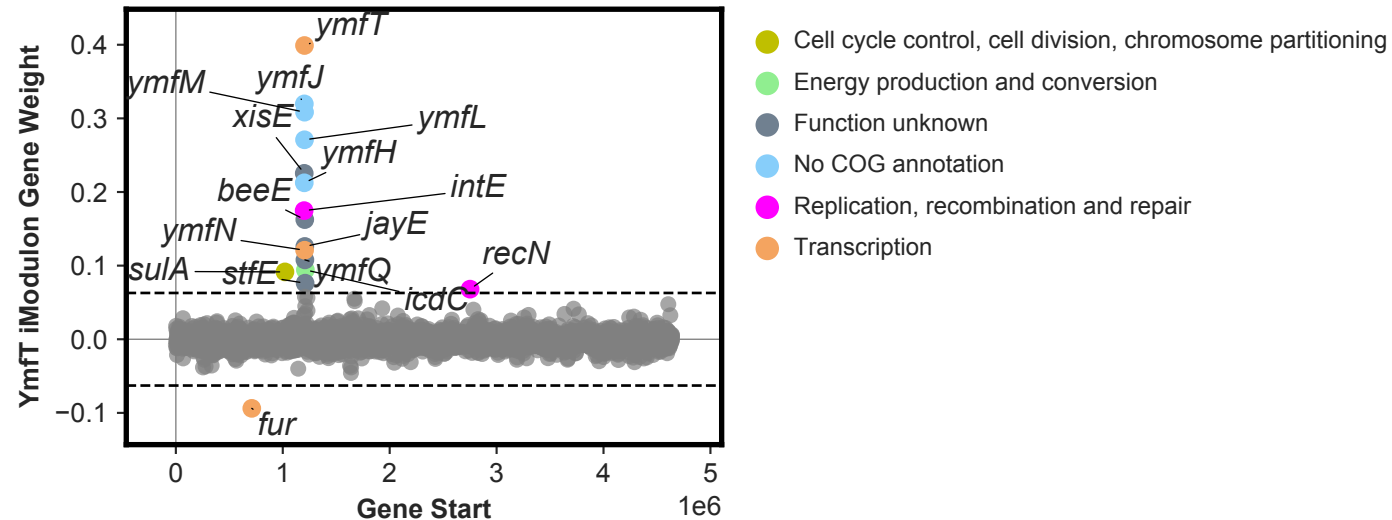 YmfT iModulon Gene Weight
0.4
0.3
0.2
0.1
0.0
−0.1
ymfT
ymfJ
ymfM
xisE
ymfL
ymfH
beeE
intE
ymfN
jayE
recN
sulA
stfE
ymfQ
icdC
fur
0
1
2
3
4
5
1e6
Gene Start
Cell cycle control, cell division, chromosome partitioning
Energy production and conversion
Function unknown
No COG annotation
Replication, recombination and repair
Transcription